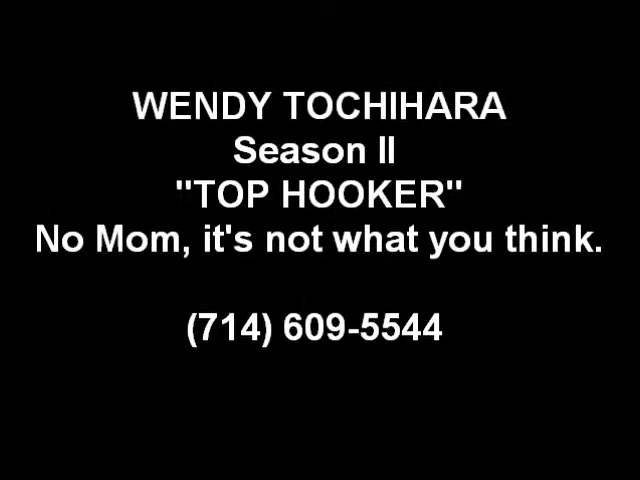 WENDY TOCHIHARA
Season II
"TOP HOOKER"
No Mom, it's not what you think.
(714) 609-5544